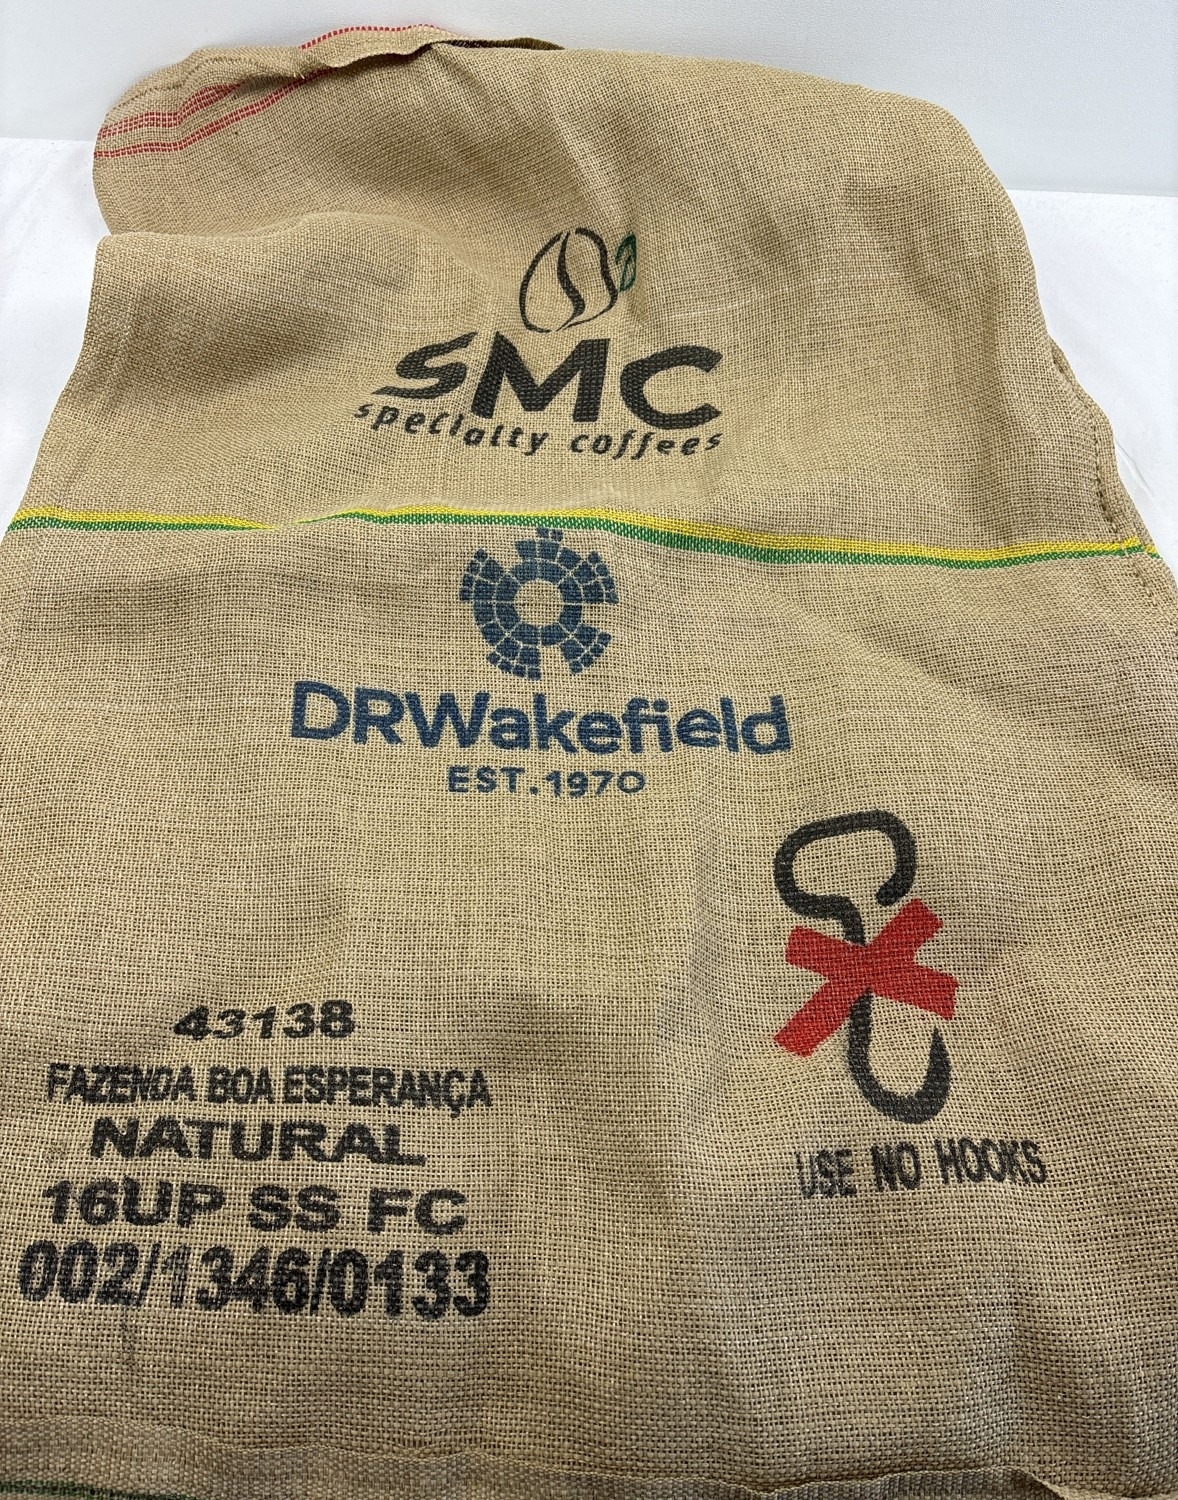 SMC
specialty coffees
DRWakefield
EST.1970
43138
FAZENDA BOA ESPERANÇA
NATURAL
16UP SS FC
002/1346/0133
USE NO HOOKS